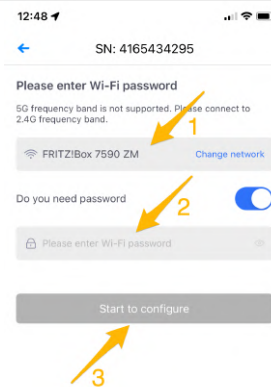 12:48
SN: 4165434295
Please enter Wi-Fi password
5G frequency band is not supported. Please connect to
2.4G frequency band.
1
FRITZ!Box 7590 ZM Change network
Do you need password
2
Please enter Wi-Fi password
Start to configure
3